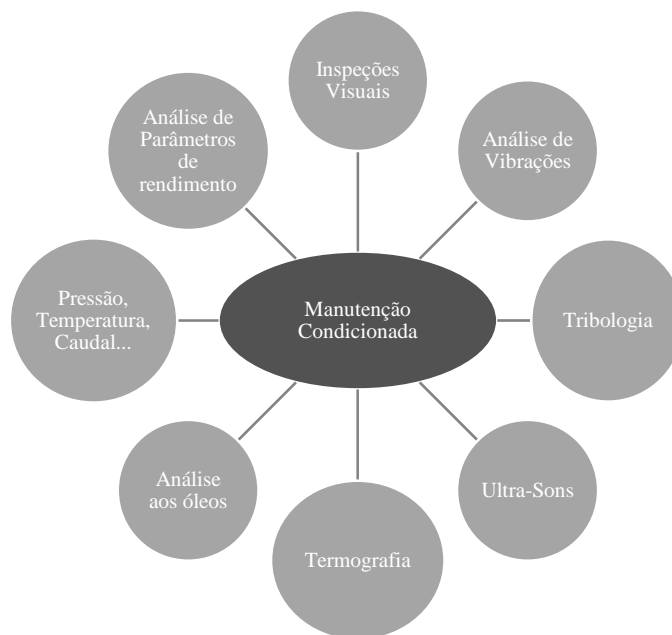 Inspeções
Visuais
Análise de
Parâmetros
de
rendimento
Análise de
Vibrações
Pressão,
Temperatura,
Caudal...
Manutenção
Condicionada
Tribologia
Análise
aos óleos
Ultra-Sons
Termografia